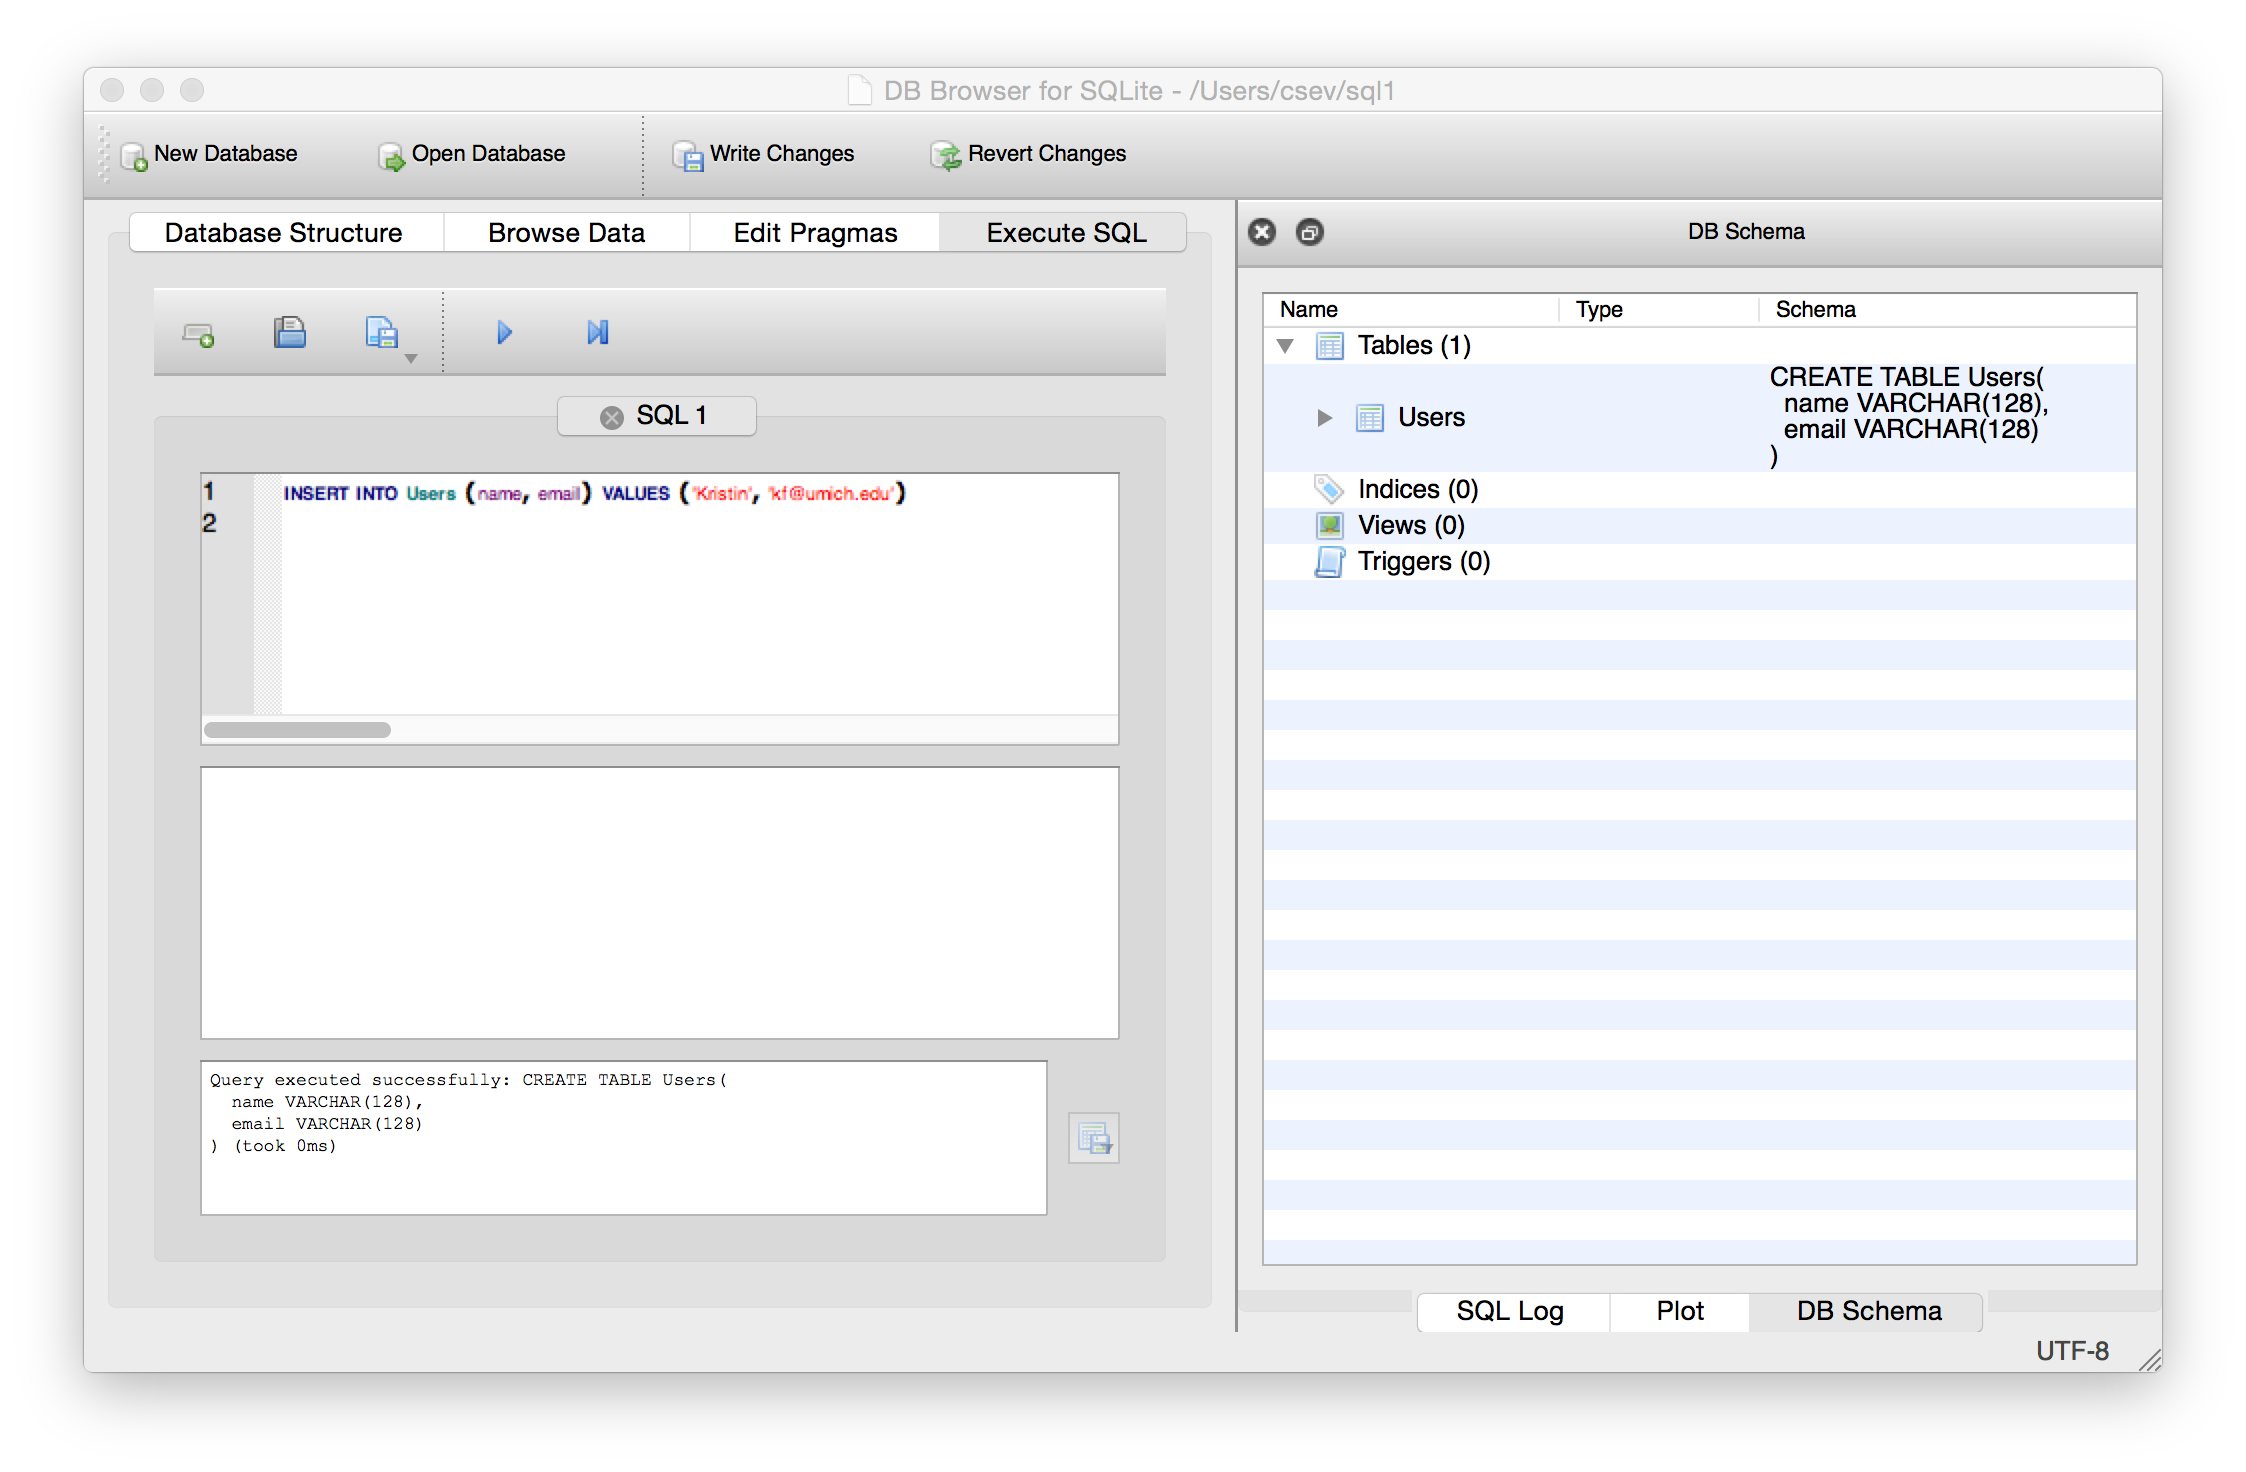 DB Browser for SQLite - /Users/csev/sql1
New Database
Open Database
Write Changes
Revert Changes
Database Structure
Browse Data
Edit Pragmas
Execute SQL
SQL 1
1
INSERT INTO Users (name, email) VALUES ('Kristin', 'kf@umich.edu')
2
Query executed successfully: CREATE TABLE Users(
name VARCHAR(128),
email VARCHAR(128)
) (took 0ms)
DB Schema
Name
Type
Schema
Tables (1)
Users
CREATE TABLE Users(
name VARCHAR(128),
email VARCHAR(128)
)
Indices (0)
Views (0)
Triggers (0)
SQL Log
Plot
DB Schema
UTF-8